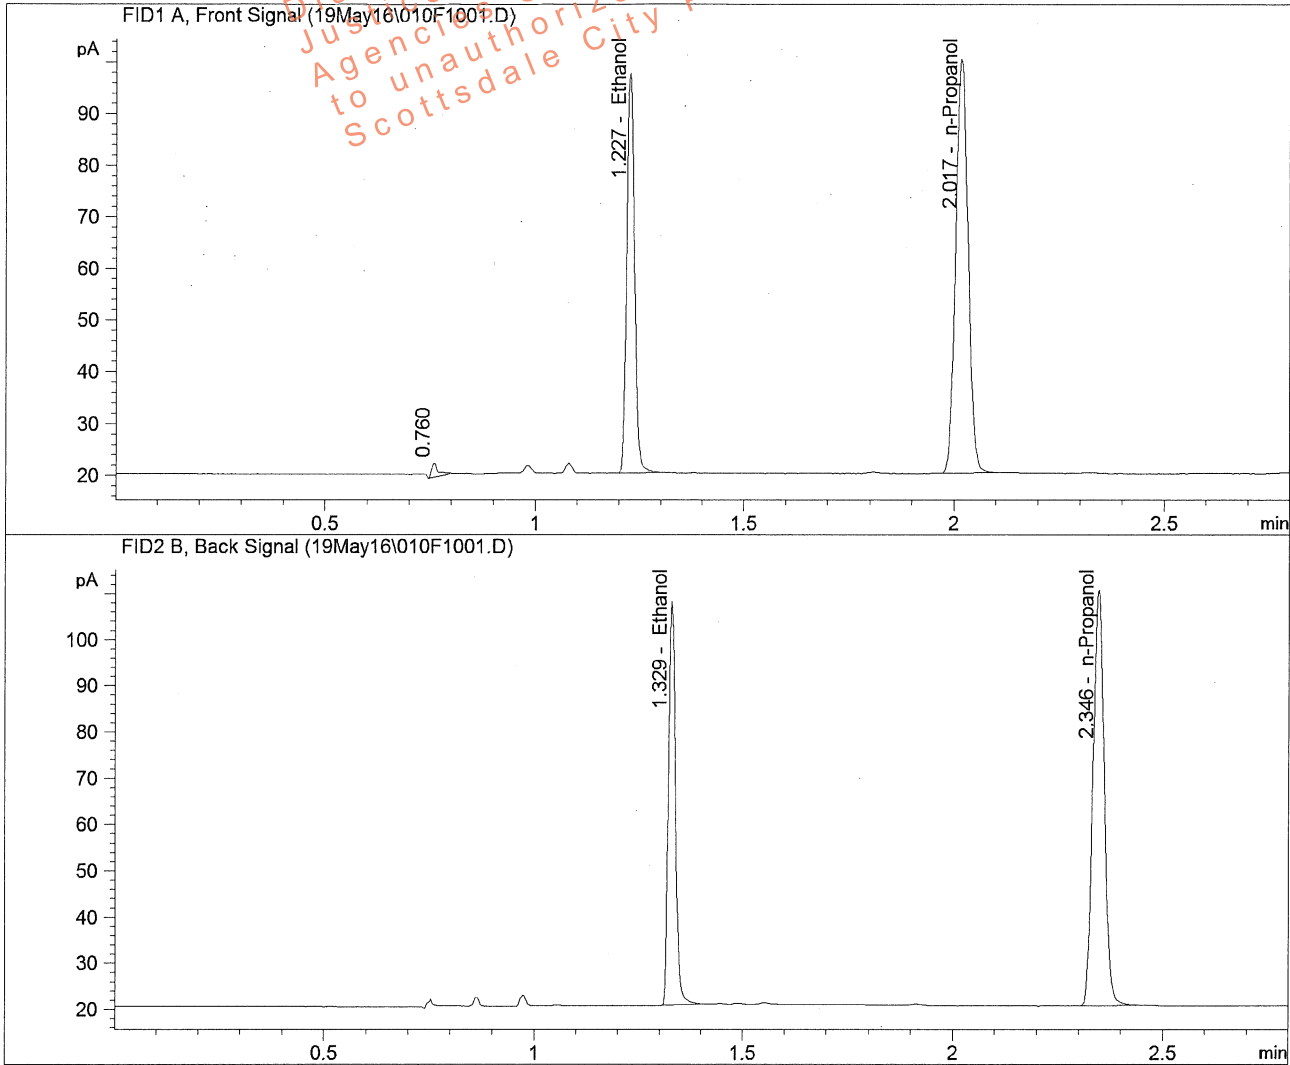 FID1 A, Front Signal (19May16\010F1001.D)
Justice
Agencies
to unauthoriz
Scottsdale City
pA
90
80
70
60
50
40
30
20
0.760
1.227 - Ethanol
2.017 - n-Propanol
0.5
1
1.5
2
2.5
min
FID2 B, Back Signal (19May16\010F1001.D)
pA
100
90
80
70
60
50
40
30
20
1.329 - Ethanol
2.346 - n-Propanol
0.5
1
1.5
2
2.5
min